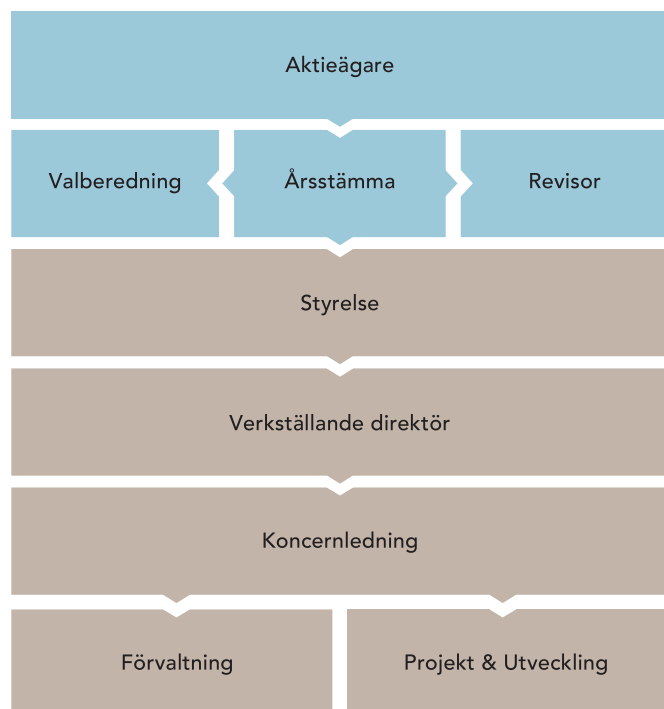 Aktieägare
Valberedning
Årsstämma
Revisor
Styrelse
Verkställande direktör
Koncernledning
Förvaltning
Projekt & Utveckling